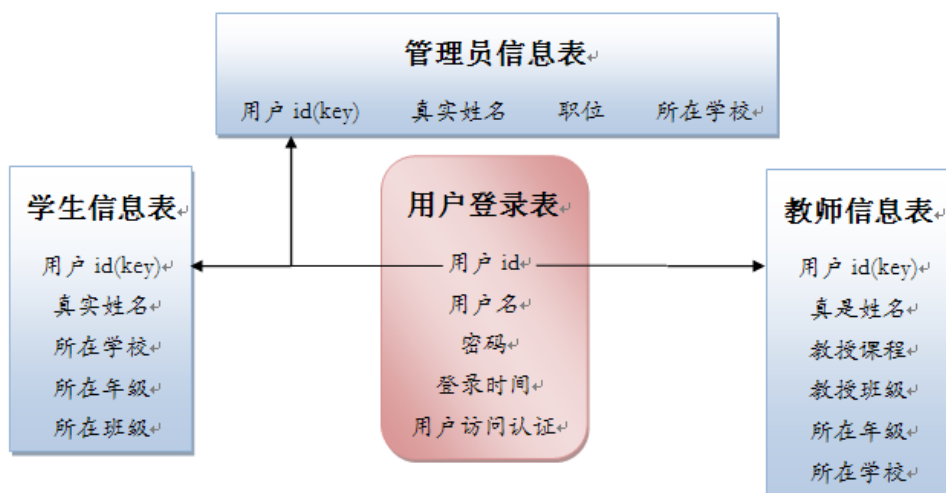 管理员信息表↵
用户 id(key) 真实姓名 职位 所在学校↵
学生信息表↵
用户 id(key)↵
真实姓名↵
所在学校↵
所在年级↵
所在班级↵
用户登录表↵
用户 id↵
用户名↵
密码↵
登录时间↵
用户访问认证↵
教师信息表↵
用户 id(key)↵
真是姓名↵
教授课程↵
教授班级↵
所在年级↵
所在学校↵